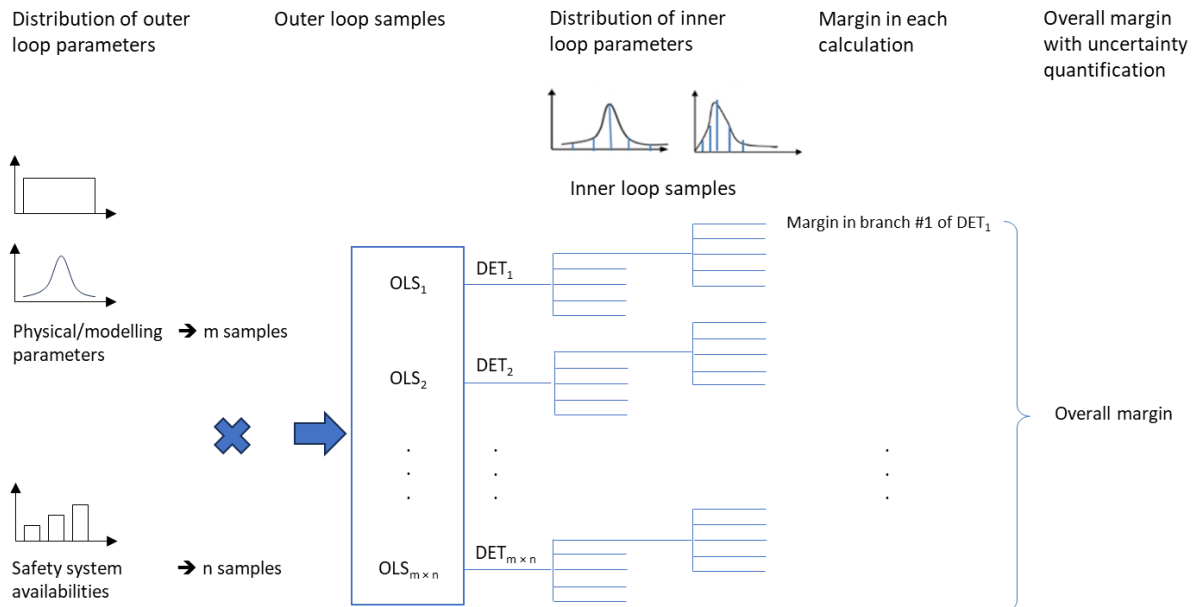 Distribution of outer
loop parameters
Outer loop samples
Distribution of inner
loop parameters
Margin in each
calculation
Overall margin
with uncertainty
quantification
Inner loop samples
Margin in branch #1 of DET₁
OLS₁
DET₁
Physical/modelling
parameters
➔ m samples
OLS₂
DET₂
Overall margin
Safety system
availabilities
➔ n samples
OLSₘ × ₙ
DETₘ × ₙ